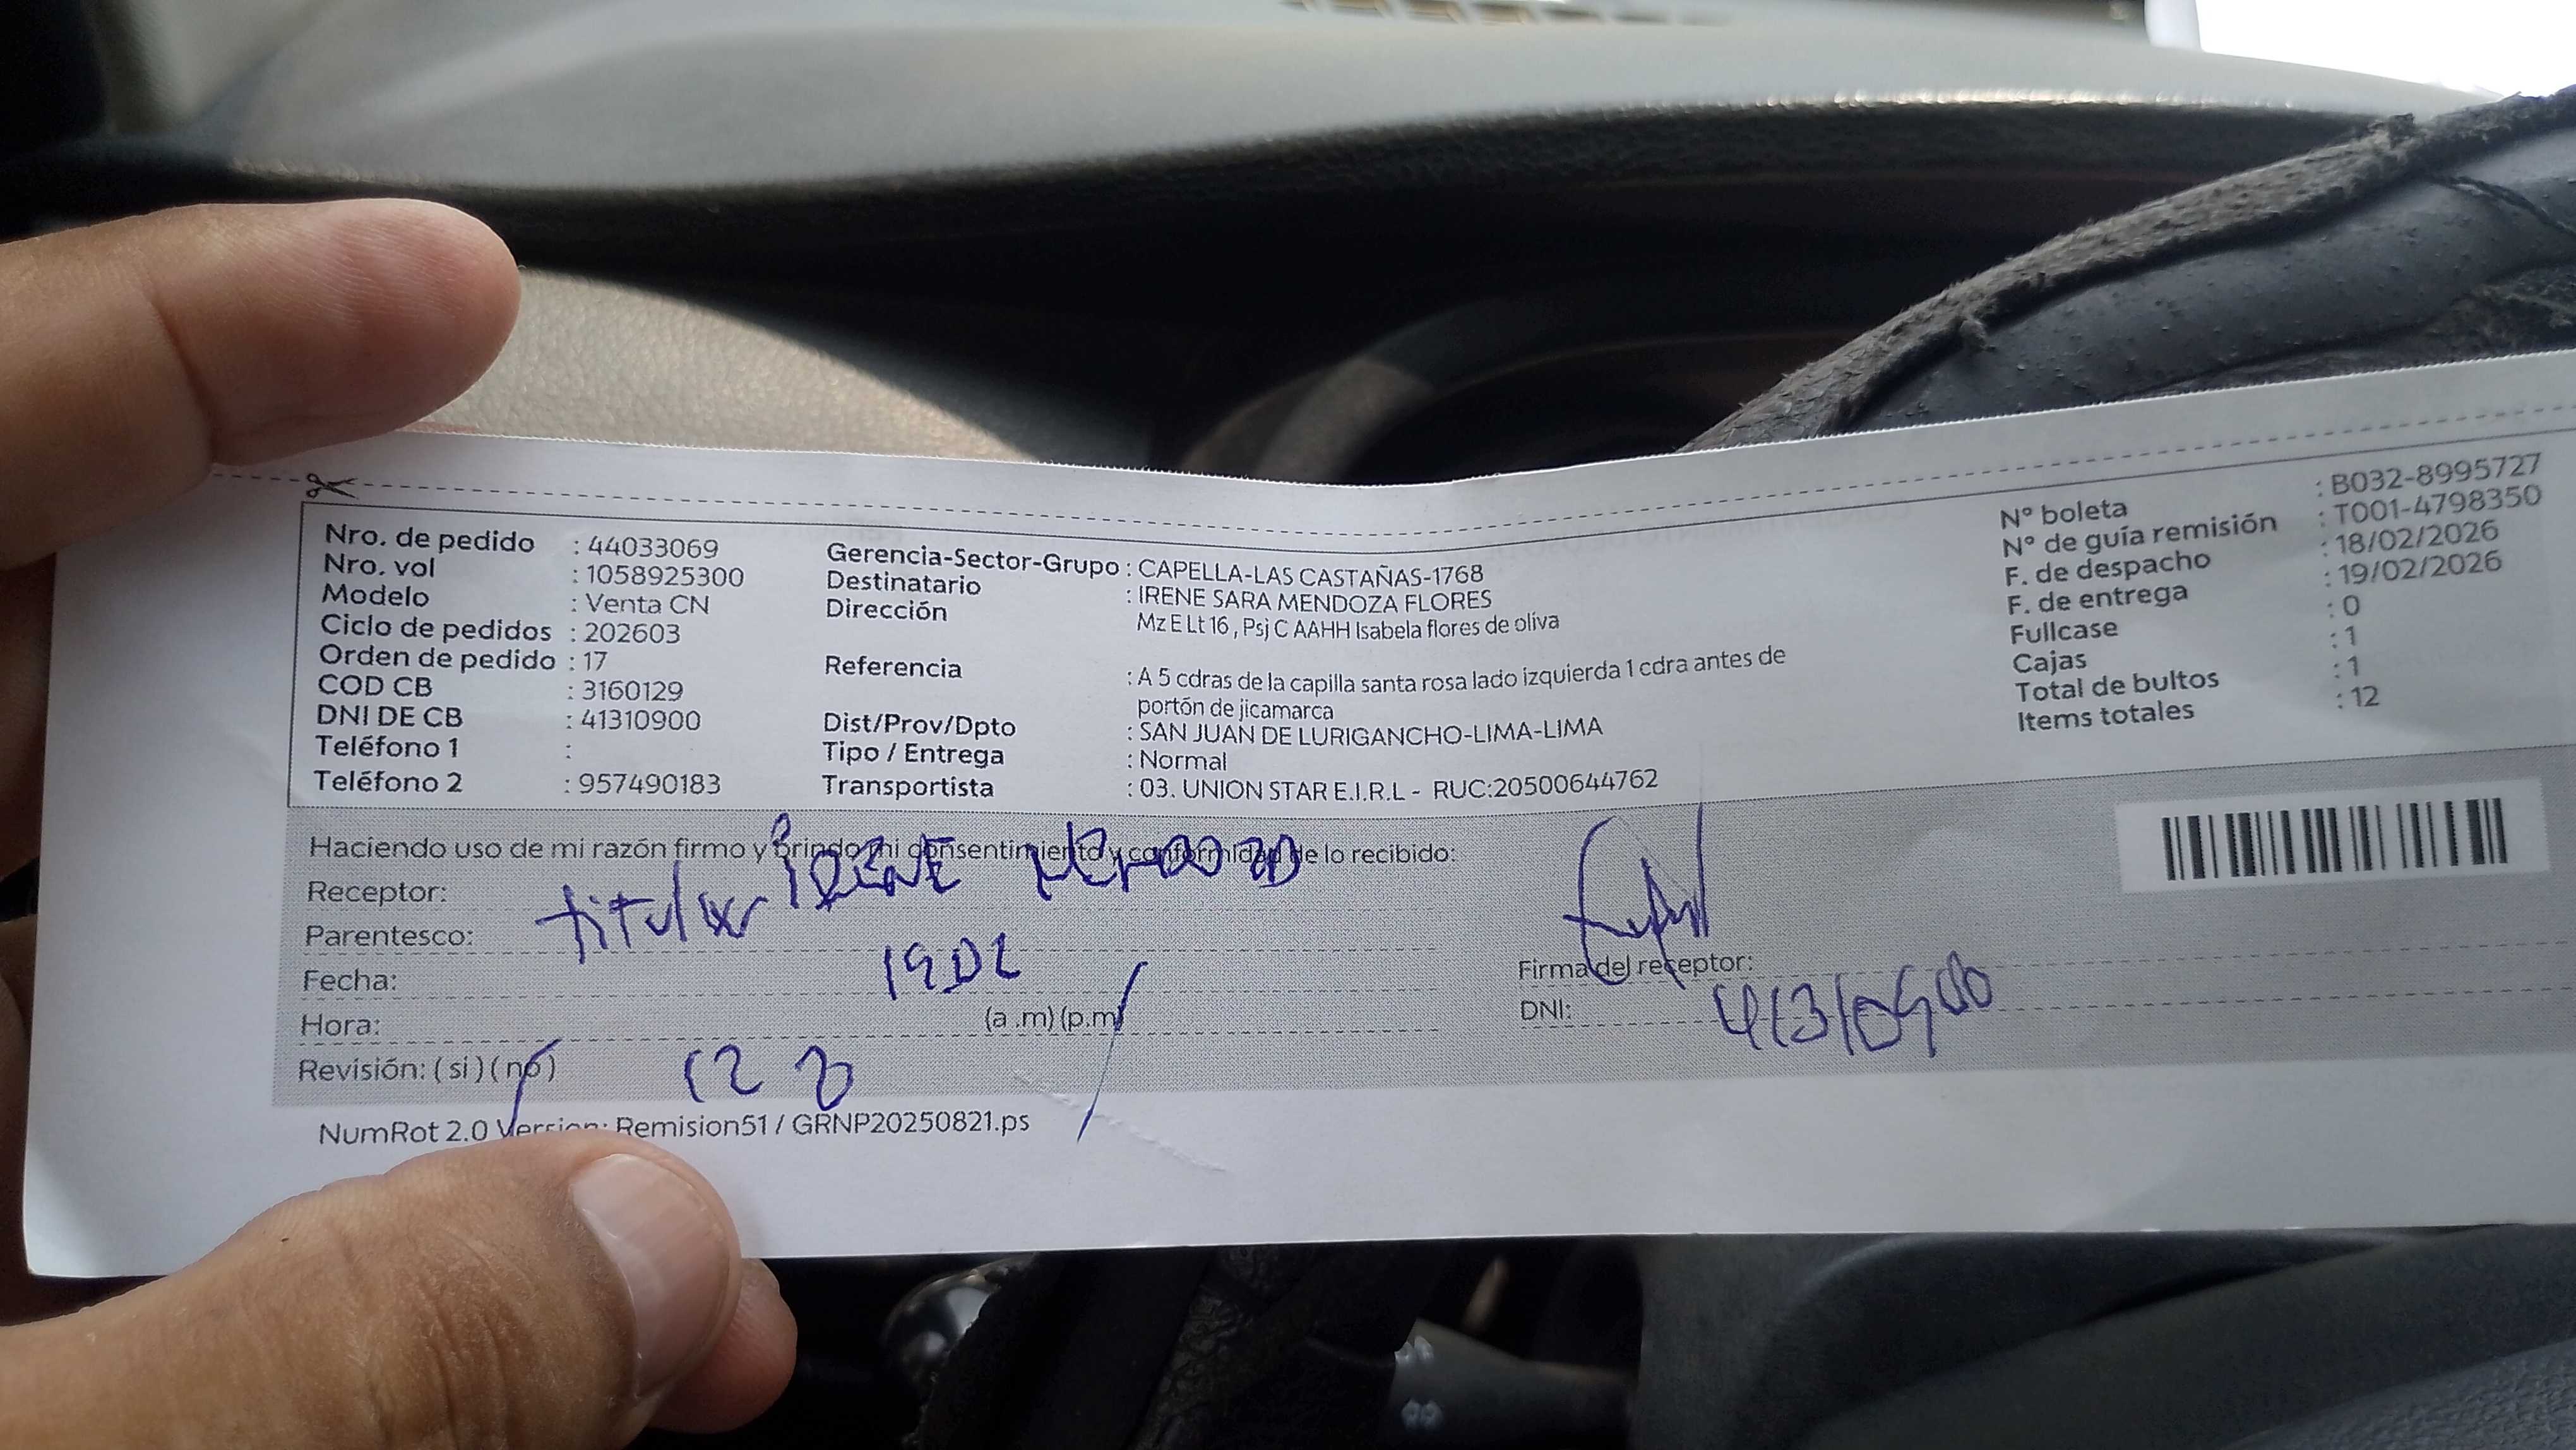 Nro. de pedido : 44033069
Nro. vol : 1058925300
Modelo : Venta CN
Ciclo de pedidos : 202603
Orden de pedido : 17
COD CB : 3160129
DNI DE CB : 41310900
Teléfono 1 :
Teléfono 2 : 957490183
Gerencia-Sector-Grupo : CAPELLA-LAS CASTAÑAS-1768
Destinatario : IRENE SARA MENDOZA FLORES
Dirección
Mz E Lt 16 , Psj C AAHH Isabela flores de oliva
Referencia : A 5 cdras de la capilla santa rosa lado izquierda 1 cdra antes de
portón de jicamarca
Dist/Prov/Dpto : SAN JUAN DE LURIGANCHO-LIMA-LIMA
Tipo / Entrega : Normal
Transportista : 03. UNION STAR E.I.R.L - RUC:20500644762
N° boleta : B032-8995727
N° de guía remisión : T001-4798350
F. de despacho : 18/02/2026
F. de entrega : 19/02/2026
Fullcase : 0
Cajas : 1
Total de bultos : 1
Items totales : 12
Haciendo uso de mi razón firmo y brindo mi consentimiento y conformidad de lo recibido:
Receptor: IRENE MENDOZA
Parentesco: titular
Fecha: 1902
Hora: (a .m) (p.m)
Revisión: ( si ) ( no )
Firma del receptor:
DNI: 41310900
NumRot 2.0 Version: Remision51 / GRNP20250821.ps